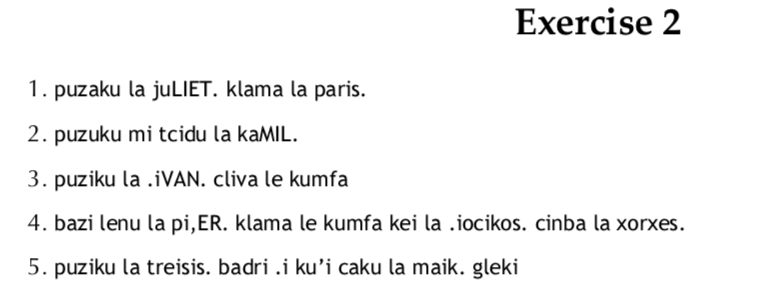 Exercise 2
1. puzaku la juLIET. klama la paris.
2. puzuku mi tcidu la kaMIL.
3. puziku la .iVAN. cliva le kumfa
4. bazi lenu la pi,ER. klama le kumfa kei la .iocikos. cinba la xorxes.
5. puziku la treisis. badri .i ku’i caku la maik. gleki